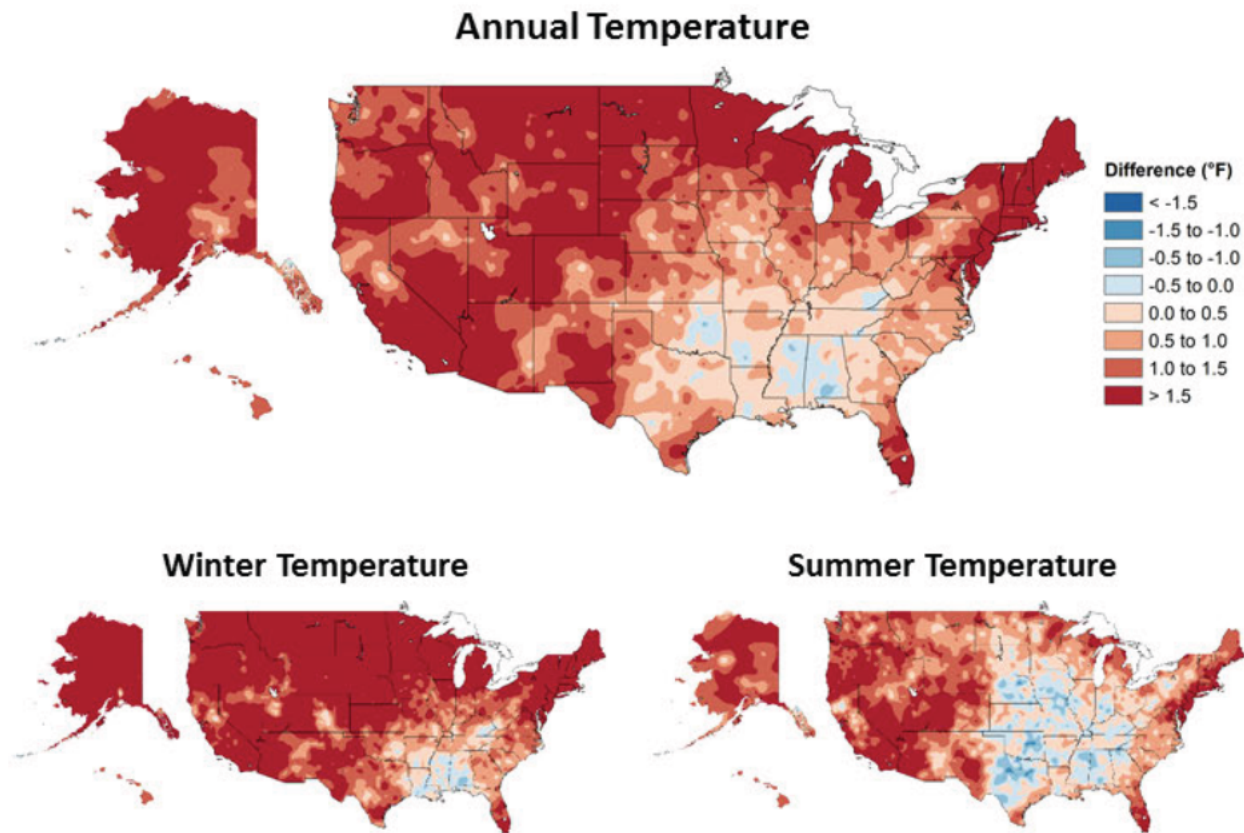 Annual Temperature
Difference (°F)
< -1.5
-1.5 to -1.0
-0.5 to -1.0
-0.5 to 0.0
0.0 to 0.5
0.5 to 1.0
1.0 to 1.5
> 1.5
Winter Temperature
Summer Temperature